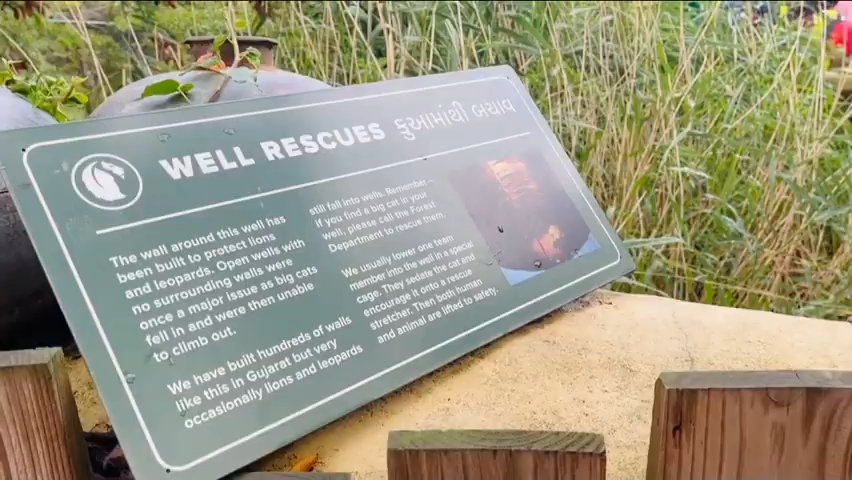 WELL RESCUES કુઆમાંથી બચાવ
The wall around this well has
been built to protect lions
and leopards. Open wells with
no surrounding walls were
once a major issue as big cats
fell in and were then unable
to climb out.
We have built hundreds of walls
like this in Gujarat but very
occasionally lions and leopards
still fall into wells. Remember –
if you find a big cat in your
well, please call the Forest
Department to rescue them.
We usually lower one team
member into the well in a special
cage. They sedate the cat and
encourage it onto a rescue
stretcher. Then both human
and animal are lifted to safety.